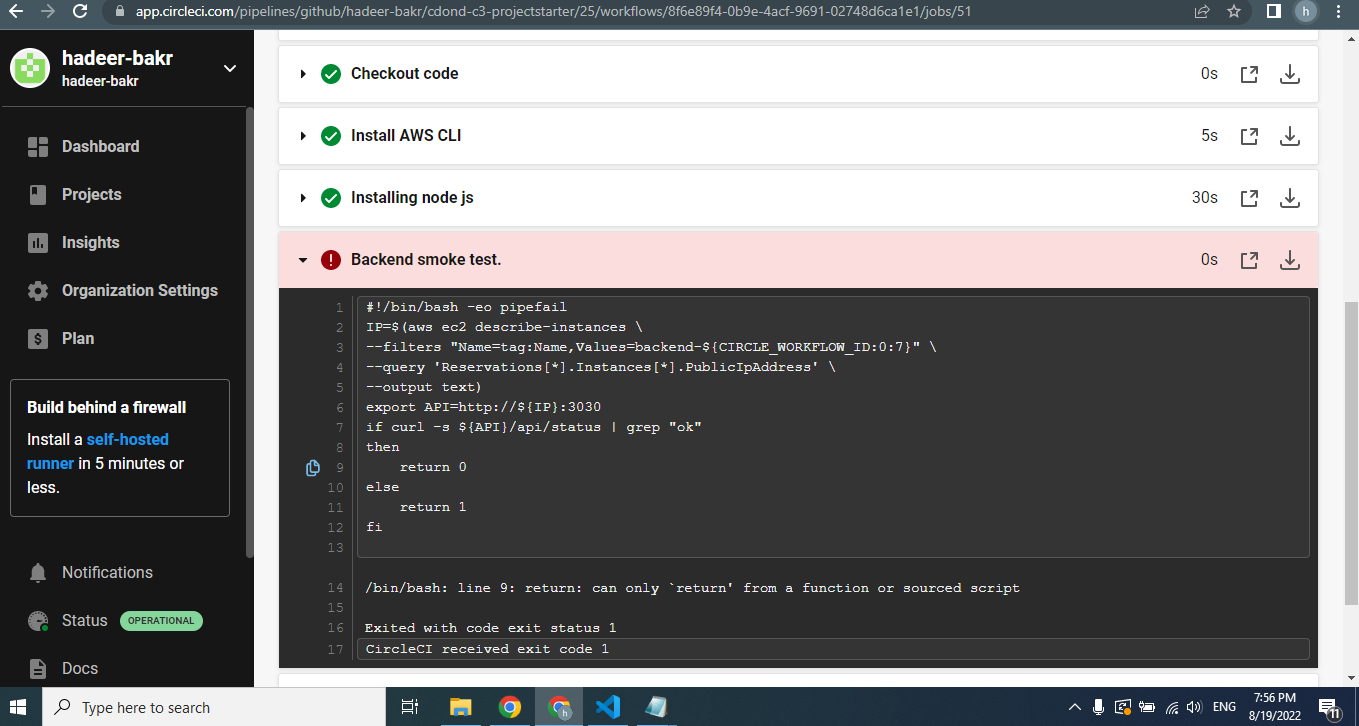 app.circleci.com/pipelines/github/hadeer-bakr/cdond-c3-projectstarter/25/workflows/8f6e89f4-0b9e-4acf-9691-02748d6ca1e1/jobs/51
h
hadeer-bakr
hadeer-bakr
Dashboard
Projects
Insights
Organization Settings
Plan
Build behind a firewall
Install a self-hosted
runner in 5 minutes or
less.
Notifications
Status OPERATIONAL
Docs
Checkout code 0s
Install AWS CLI 5s
Installing node js 30s
Backend smoke test. 0s
1 #!/bin/bash -eo pipefail
2 IP=$(aws ec2 describe-instances \
3 --filters "Name=tag:Name,Values=backend-${CIRCLE_WORKFLOW_ID:0:7}" \
4 --query 'Reservations[*].Instances[*].PublicIpAddress' \
5 --output text)
6 export API=http://${IP}:3030
7 if curl -s ${API}/api/status | grep "ok"
8 then
9     return 0
10 else
11     return 1
12 fi
13
14 /bin/bash: line 9: return: can only `return' from a function or sourced script
15
16 Exited with code exit status 1
17 CircleCI received exit code 1
Type here to search
h
ENG
7:56 PM
8/19/2022
11